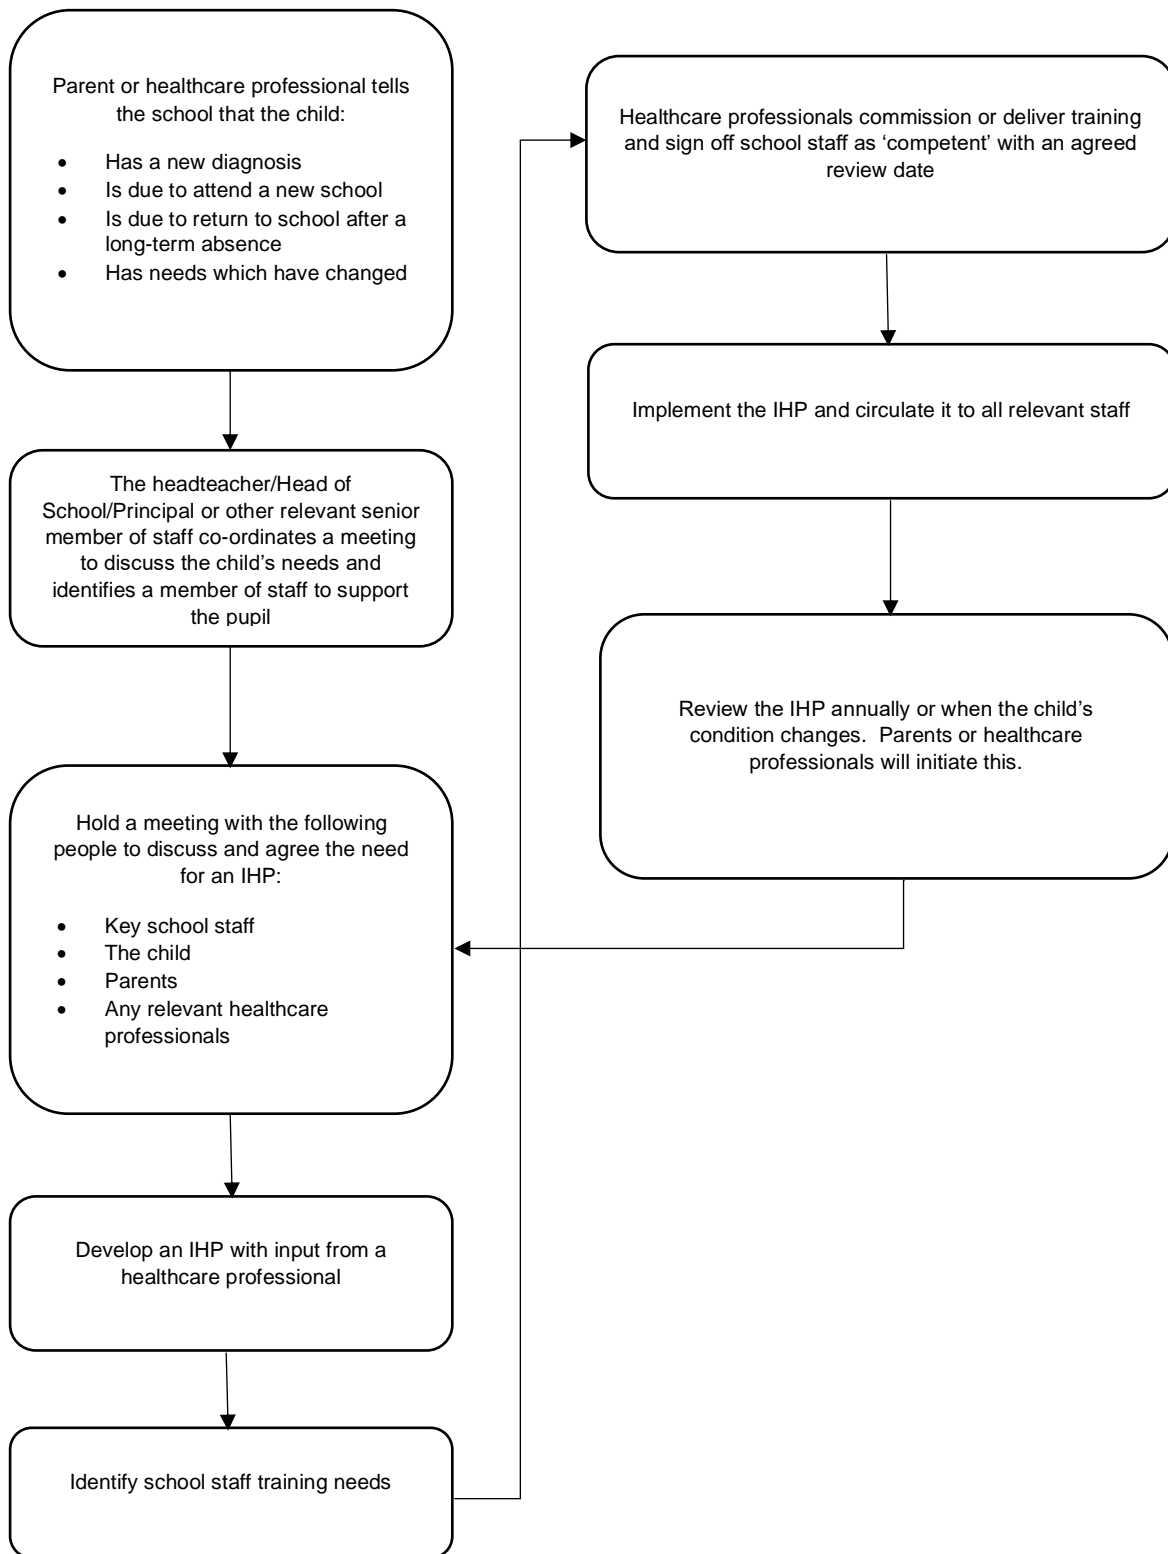 Parent or healthcare professional tells
the school that the child:
• Has a new diagnosis
• Is due to attend a new school
• Is due to return to school after a
long-term absence
• Has needs which have changed
The headteacher/Head of
School/Principal or other relevant senior
member of staff co-ordinates a meeting
to discuss the child’s needs and
identifies a member of staff to support
the pupil
Hold a meeting with the following
people to discuss and agree the need
for an IHP:
• Key school staff
• The child
• Parents
• Any relevant healthcare
professionals
Develop an IHP with input from a
healthcare professional
Identify school staff training needs
Healthcare professionals commission or deliver training
and sign off school staff as ‘competent’ with an agreed
review date
Implement the IHP and circulate it to all relevant staff
Review the IHP annually or when the child’s
condition changes.  Parents or healthcare
professionals will initiate this.